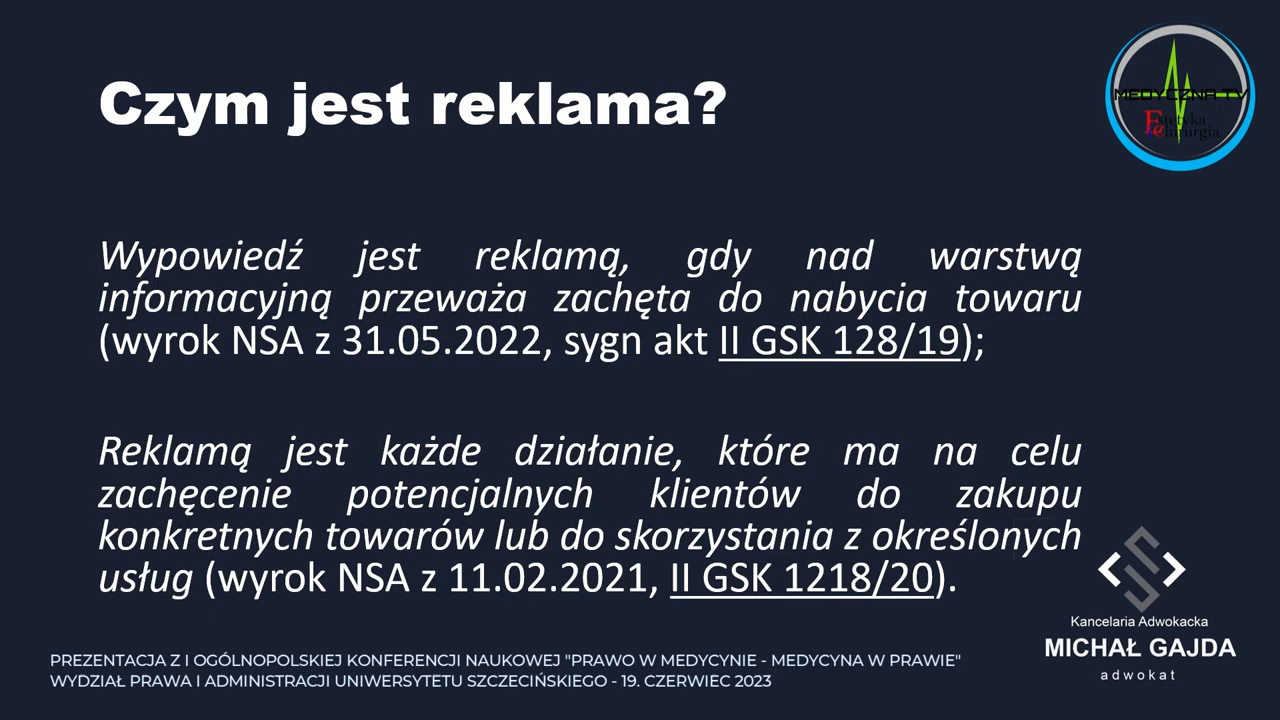 Czym jest reklama?
MEDYCZNA TV
Estetyka
Chirurgia
Wypowiedź jest reklamą, gdy nad warstwą
informacyjną przeważa zachęta do nabycia towaru
(wyrok NSA z 31.05.2022, sygn akt II GSK 128/19);
Reklamą jest każde działanie, które ma na celu
zachęcenie potencjalnych klientów do zakupu
konkretnych towarów lub do skorzystania z określonych
usług (wyrok NSA z 11.02.2021, II GSK 1218/20).
Kancelaria Adwokacka
MICHAŁ GAJDA
adwokat
PREZENTACJA Z I OGÓLNOPOLSKIEJ KONFERENCJI NAUKOWEJ "PRAWO W MEDYCYNIE - MEDYCYNA W PRAWIE"
WYDZIAŁ PRAWA I ADMINISTRACJI UNIWERSYTETU SZCZECIŃSKIEGO - 19. CZERWIEC 2023